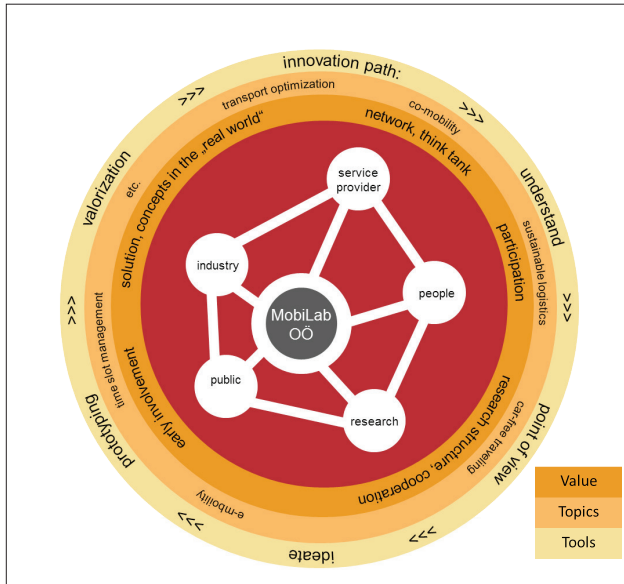 innovation path:
>>>
understand
>>>
point of view
>>>
ideate
>>>
prototyping
>>>
valorization
>>>
transport optimization
co-mobility
sustainable logistics
car-free traveling
e-mbolity
time slot management
etc.
network, think tank
participation
research structure, cooperation
early involvement
solution, concepts in the „real world“
service
provider
people
research
public
industry
MobiLab
OÖ
Value
Topics
Tools